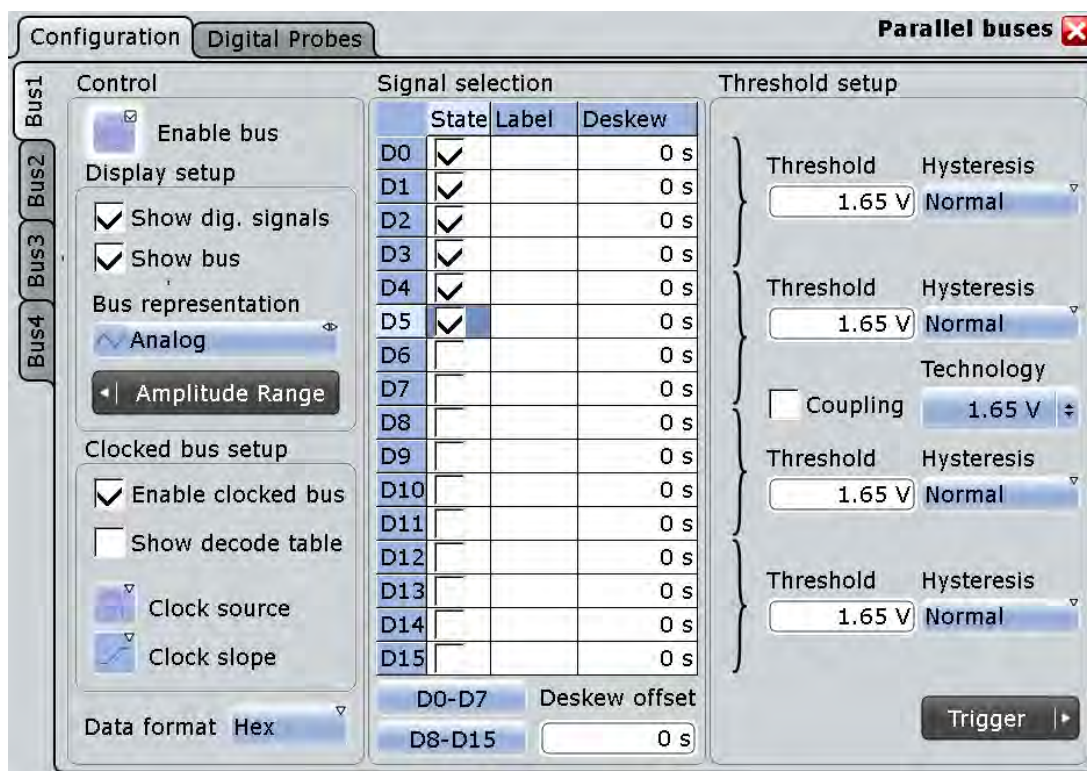 Configuration
Digital Probes
Parallel buses
Bus1
Bus2
Bus3
Bus4
Control
Enable bus
Display setup
Show dig. signals
Show bus
Bus representation
Analog
Amplitude Range
Clocked bus setup
Enable clocked bus
Show decode table
Clock source
Clock slope
Data format Hex
Signal selection
State Label Deskew
D0 0 s
D1 0 s
D2 0 s
D3 0 s
D4 0 s
D5 0 s
D6 0 s
D7 0 s
D8 0 s
D9 0 s
D10 0 s
D11 0 s
D12 0 s
D13 0 s
D14 0 s
D15 0 s
D0-D7 Deskew offset
D8-D15 0 s
Threshold setup
Threshold Hysteresis
1.65 V Normal
Threshold Hysteresis
1.65 V Normal
Technology
Coupling 1.65 V
Threshold Hysteresis
1.65 V Normal
Threshold Hysteresis
1.65 V Normal
Trigger